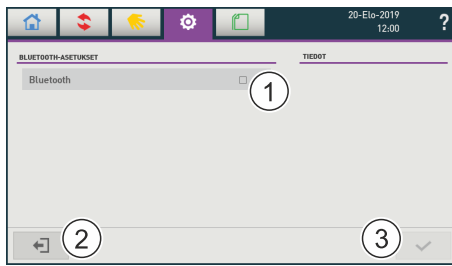 20-Elo-2019
12:00
?
BLUETOOTH-ASETUKSET
TIEDOT
Bluetooth
1
2
3